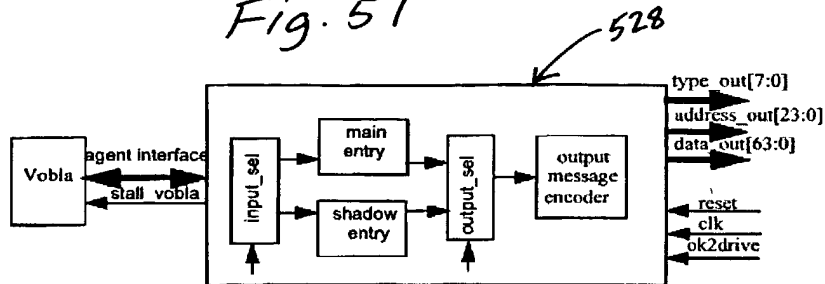 Fig. 51
528
type_out[7:0]
address_out[23:0]
data_out[63:0]
Vobla
agent interface
stall_vobla
input_sel
main
entry
shadow
entry
output_sel
output
message
encoder
reset
clk
ok2drive